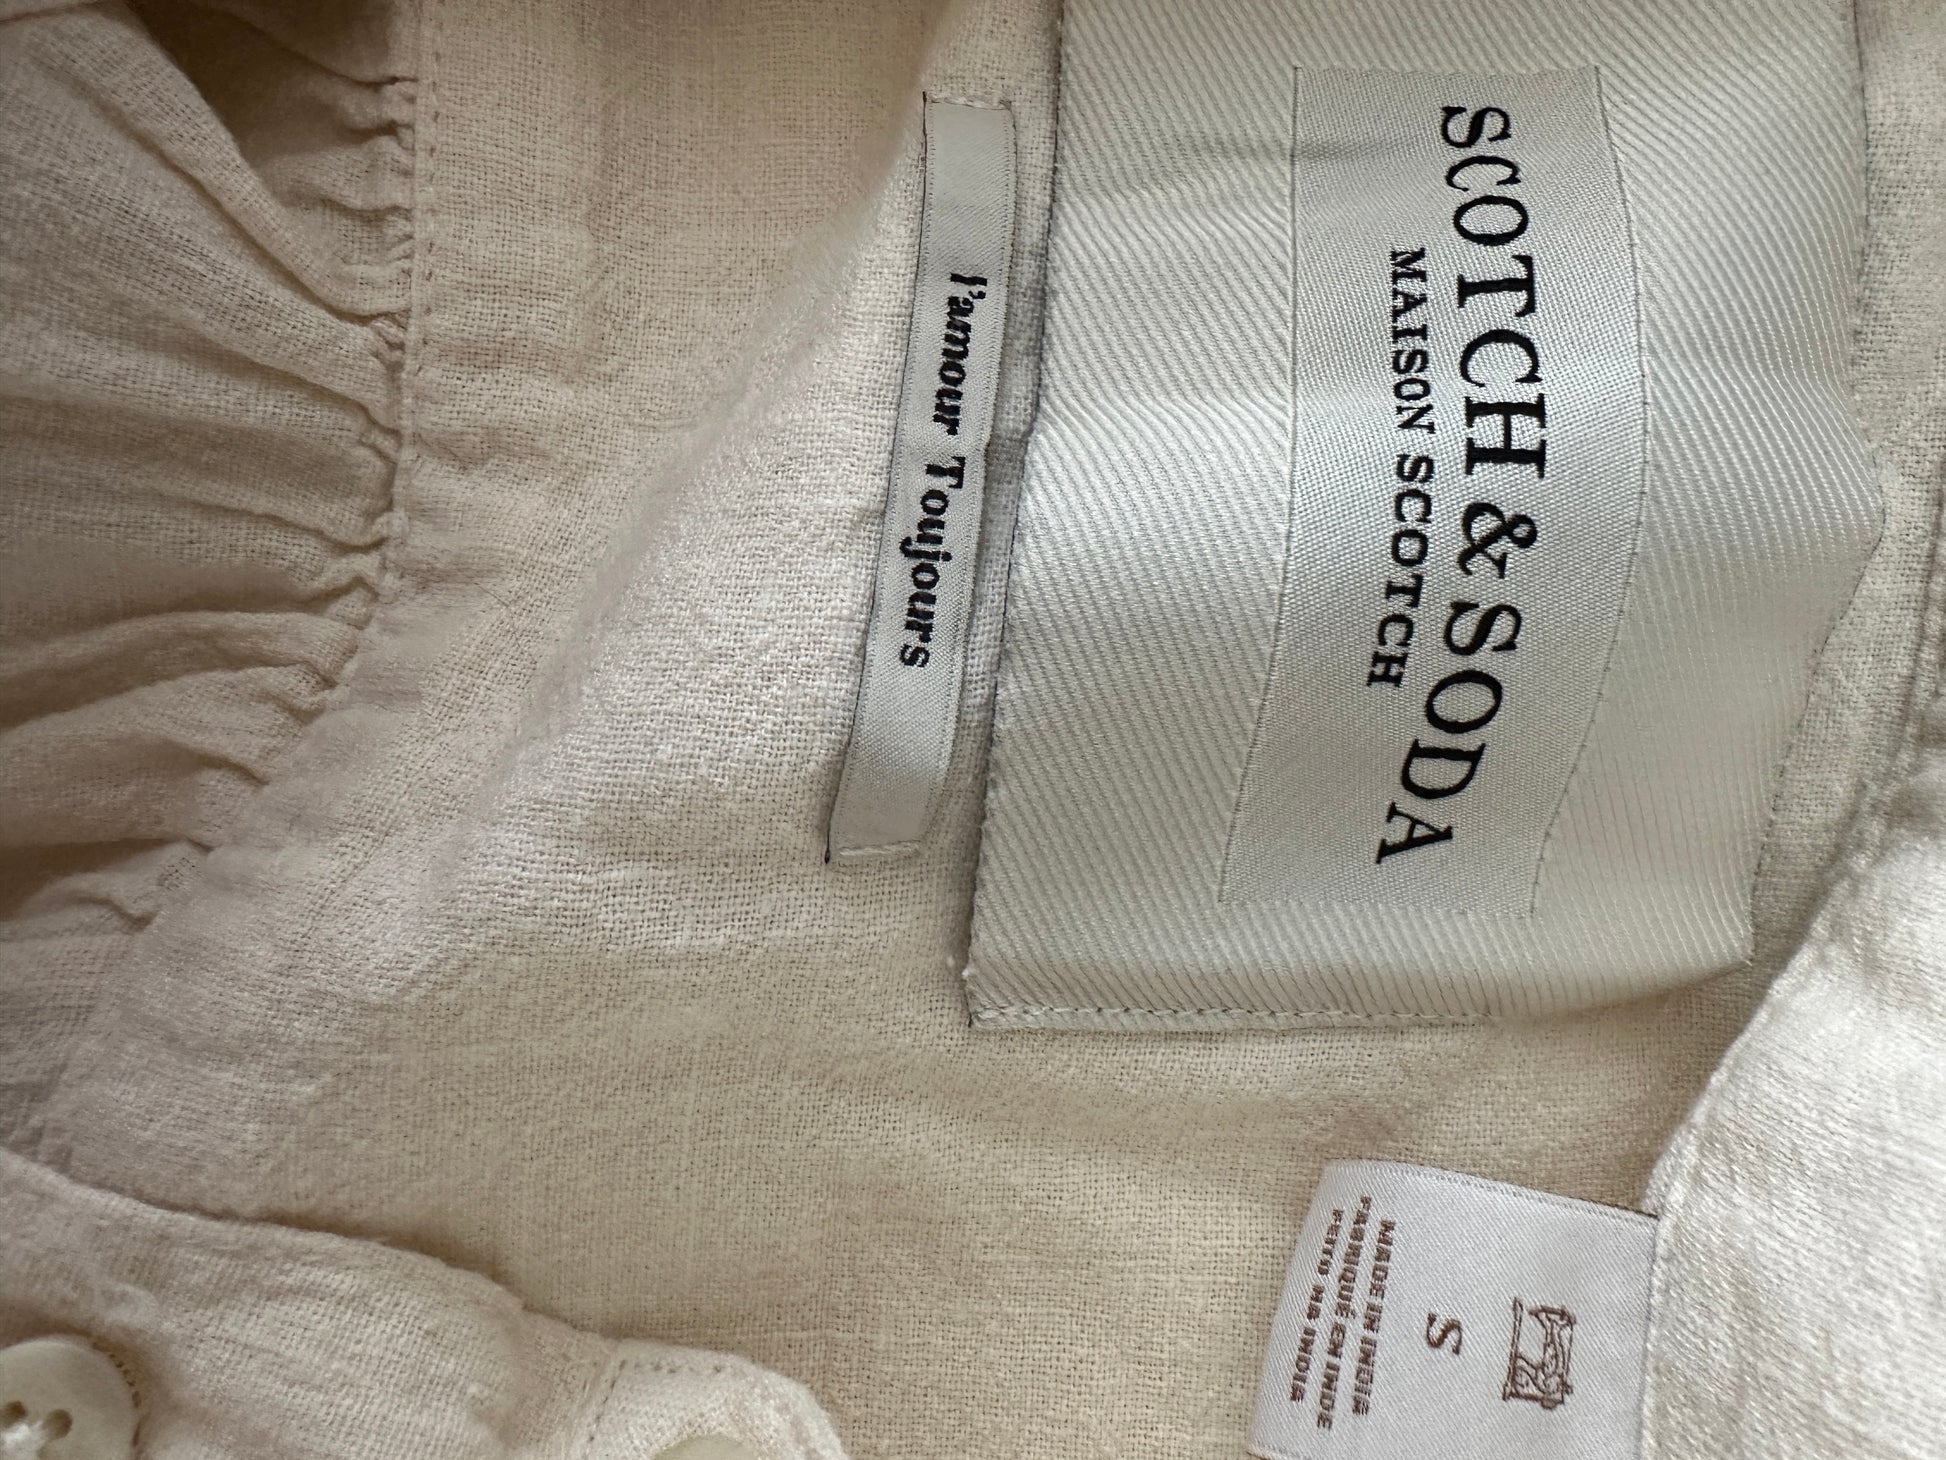 SCOTCH & SODA
MAISON SCOTCH
l'amour Toujours
S
MADE IN INDIA
FABRIQUÉ EN INDE
FEITO NA INDIA